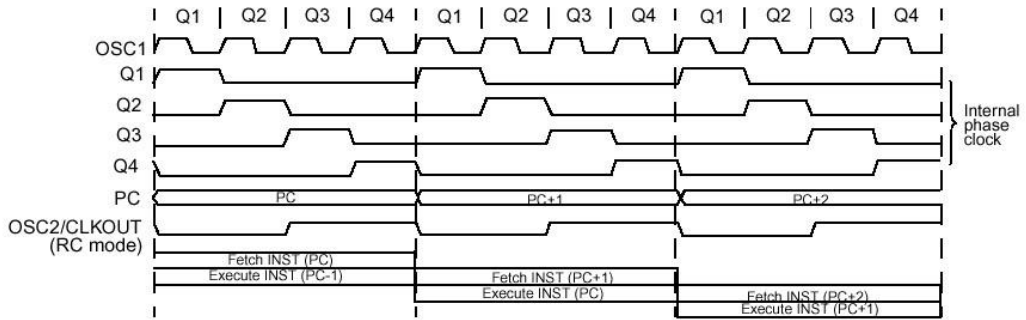 Q1 Q2 Q3 Q4 Q1 Q2 Q3 Q4 Q1 Q2 Q3 Q4
OSC1
Q1
Q2
Q3
Q4
Internal
phase
clock
PC PC PC+1 PC+2
OSC2/CLKOUT
(RC mode)
Fetch INST (PC)
Execute INST (PC-1) Fetch INST (PC+1)
Execute INST (PC) Fetch INST (PC+2)
Execute INST (PC+1)